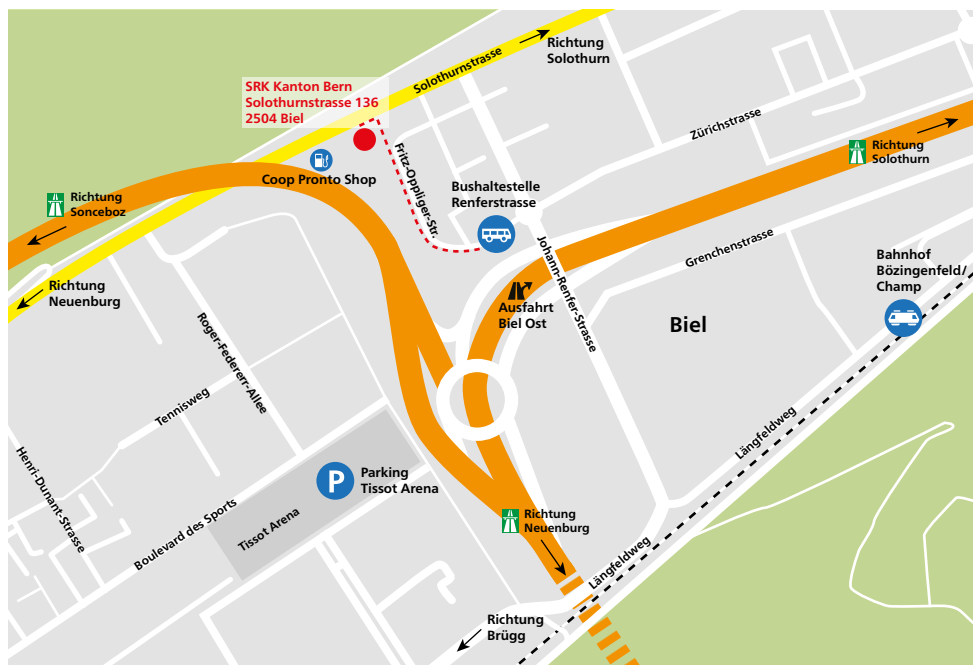 Richtung
Solothurn
Solothurnstrasse
SRK Kanton Bern
Solothurnstrasse 136
2504 Biel
Zürichstrasse
Richtung
Solothurn
Coop Pronto Shop
Fritz-Oppliger-Str.
Bushaltestelle
Renferstrasse
Richtung
Sonceboz
Johann-Renfer-Strasse
Grenchenstrasse
Bahnhof
Bözingenfeld/
Champ
Richtung
Neuenburg
Ausfahrt
Biel Ost
Biel
Roger-Federerr-Allee
Tennisweg
Längfeldweg
Henri-Dunant-Strasse
P
Parking
Tissot Arena
Boulevard des Sports
Tissot Arena
Richtung
Neuenburg
Längfeldweg
Richtung
Brügg